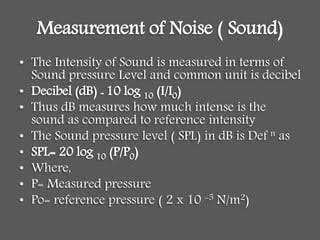 Measurement of Noise ( Sound)
• The Intensity of Sound is measured in terms of
Sound pressure Level and common unit is decibel
• Decibel (dB) = 10 log 10 (I/I0)
• Thus dB measures how much intense is the
sound as compared to reference intensity
• The Sound pressure level ( SPL) in dB is Def n as
• SPL= 20 log 10 (P/P0)
• Where,
• P= Measured pressure
• Po= reference pressure ( 2 x 10 -5 N/m2)